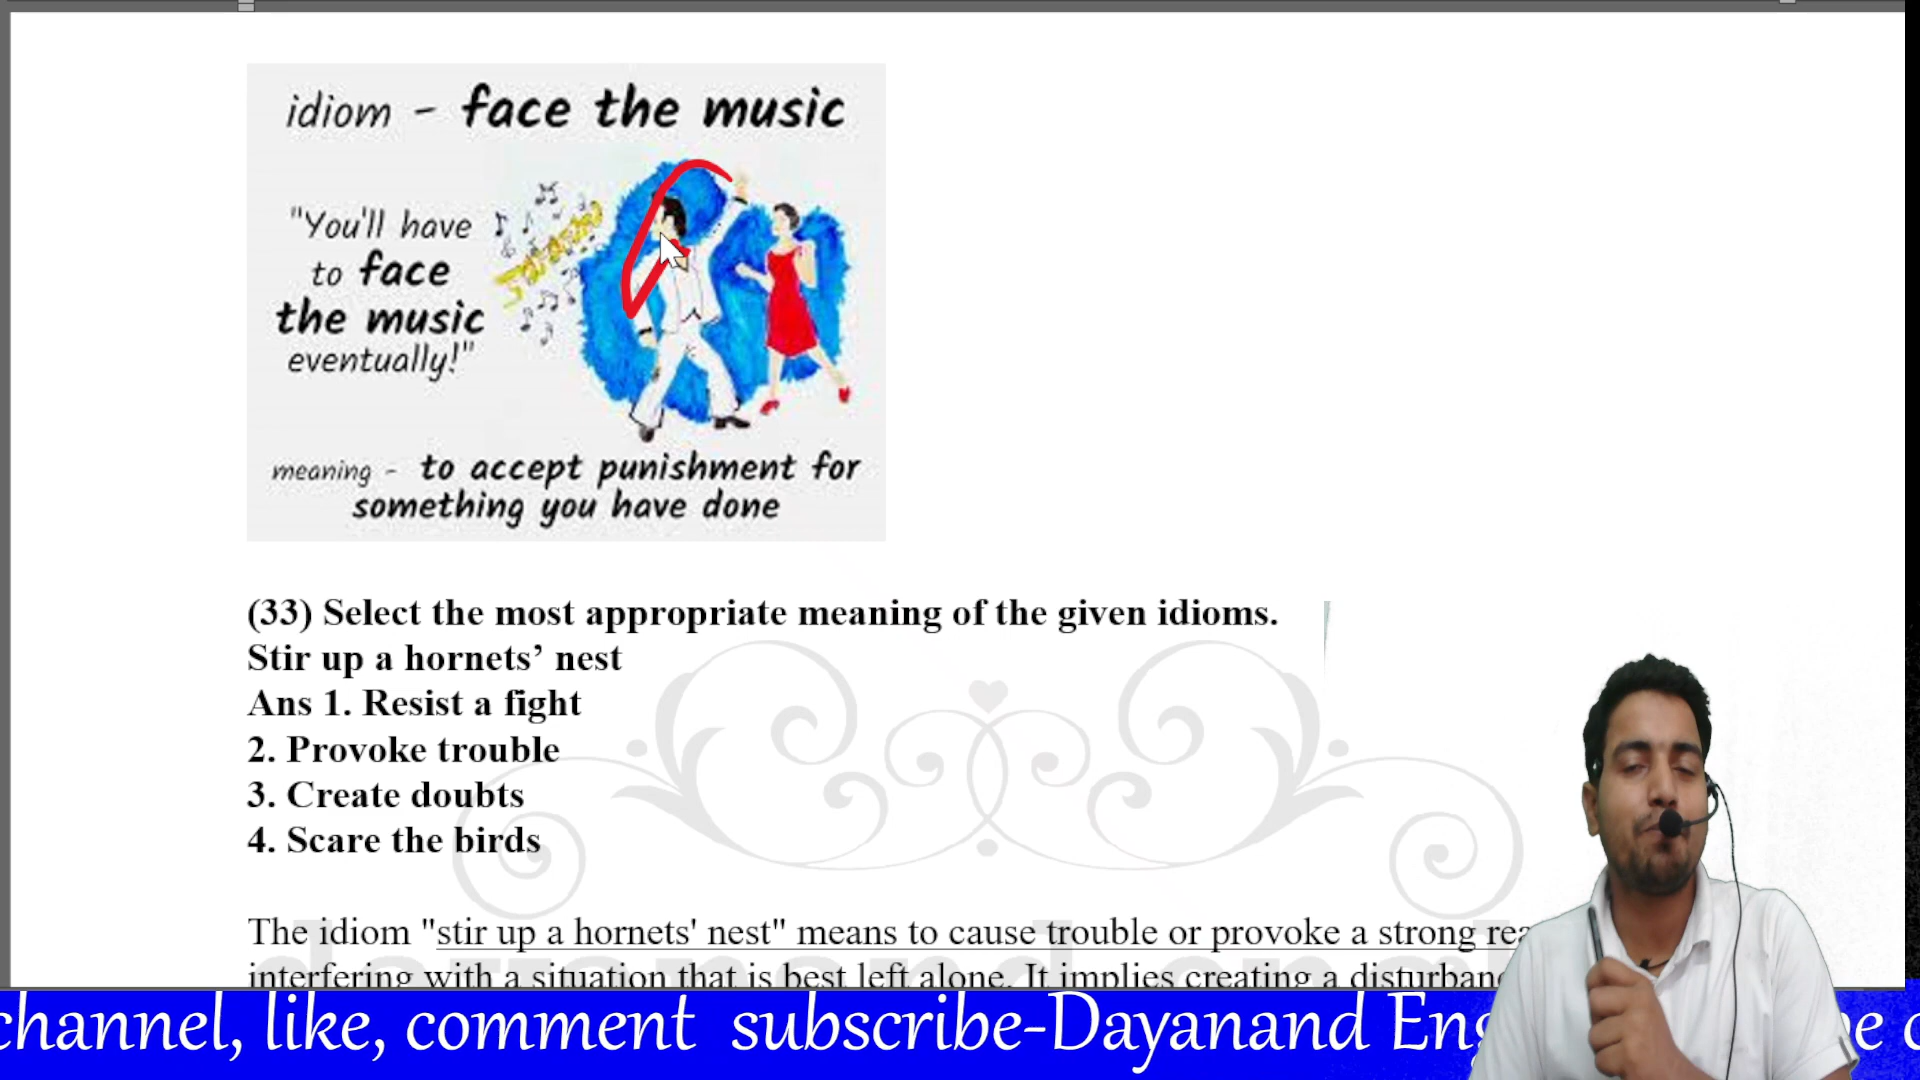 idiom - face the music
"You'll have
to face
the music
eventually!"
meaning - to accept punishment for
something you have done
(33) Select the most appropriate meaning of the given idioms.
Stir up a hornets’ nest
Ans 1. Resist a fight
2. Provoke trouble
3. Create doubts
4. Scare the birds
The idiom "stir up a hornets' nest" means to cause trouble or provoke a strong
interfering with a situation that is best left alone. It implies creating a
channel, like, comment subscribe-Dayanand